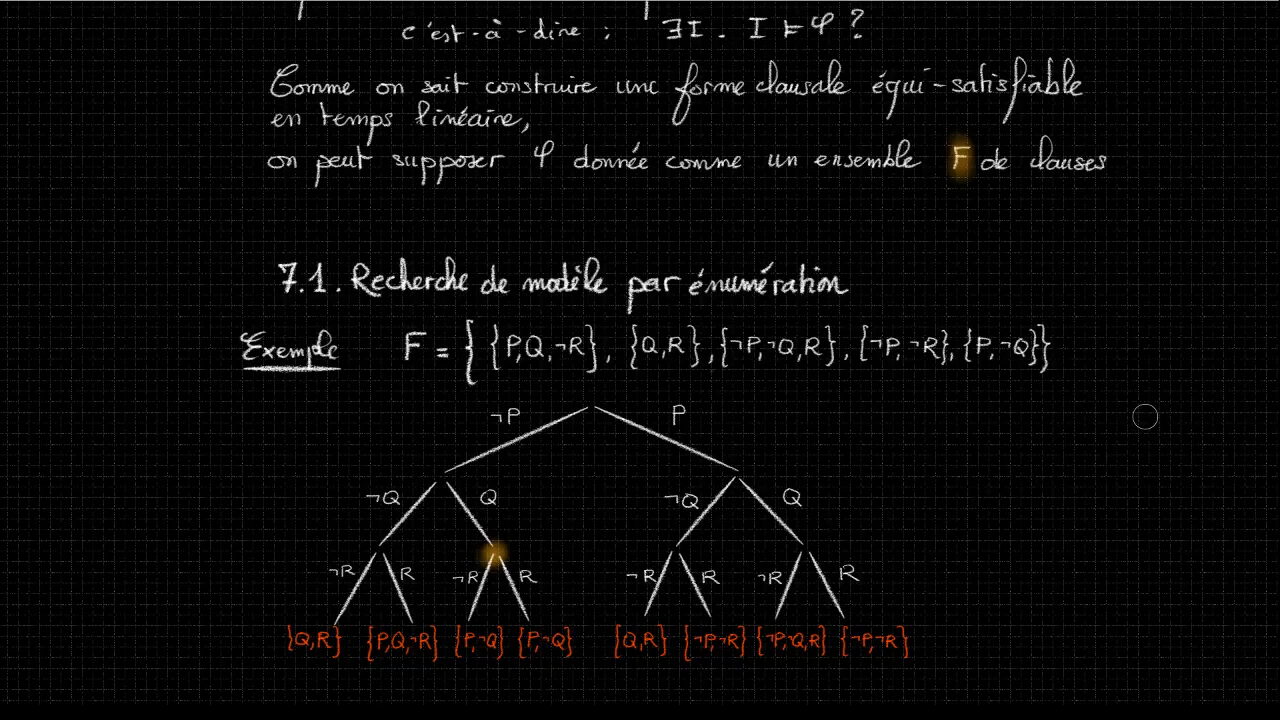 c'est-à-dire : ∃I. I ⊨ φ ?
Comme on sait construire une forme clausale équi-satisfiable
en temps linéaire,
on peut supposer φ donnée comme un ensemble F de clauses
7.1. Recherche de modèle par énumération
Exemple F = { {P,Q,¬R}, {Q,R}, {¬P,¬Q,R}, {¬P,¬R}, {P,¬Q}}
¬P P
¬Q Q ¬Q Q
¬R R ¬R R ¬R R ¬R R
{Q,R} {P,Q,¬R} {P,¬Q} {P,¬Q} {Q,R} {¬P,¬R} {¬P,¬Q,R} {¬P,¬R}